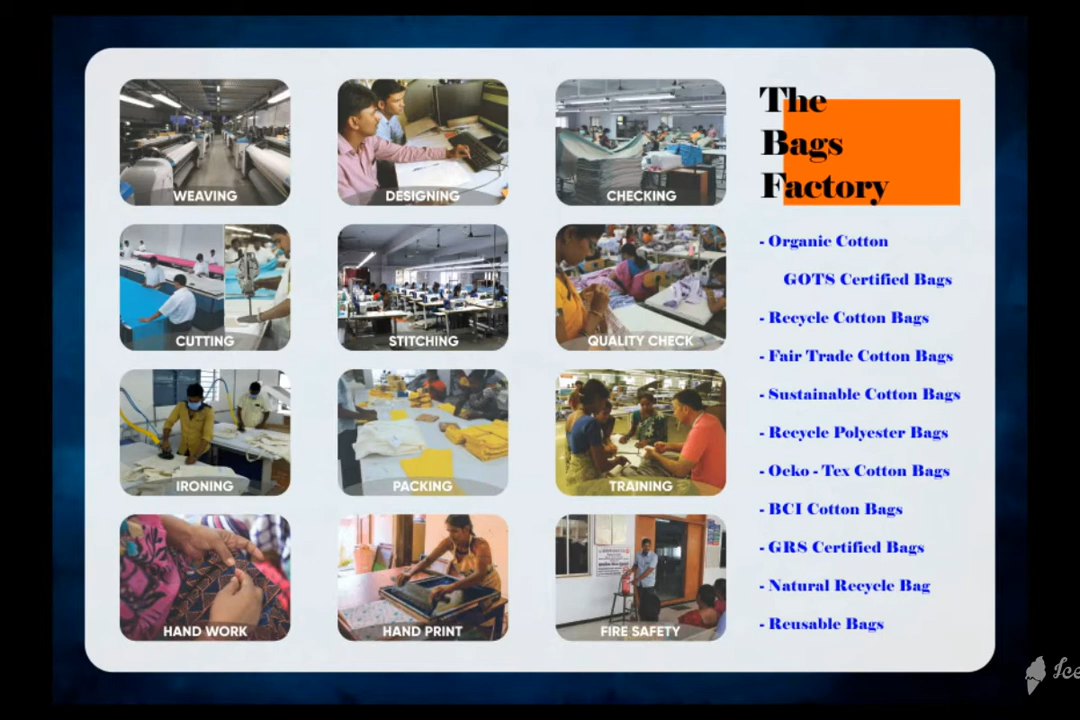 WEAVING
DESIGNING
CHECKING
CUTTING
STITCHING
QUALITY CHECK
IRONING
PACKING
TRAINING
HAND WORK
HAND PRINT
FIRE SAFETY
The
Bags
Factory
- Organic Cotton
GOTS Certified Bags
- Recycle Cotton Bags
- Fair Trade Cotton Bags
- Sustainable Cotton Bags
- Recycle Polyester Bags
- Oeko - Tex Cotton Bags
- BCI Cotton Bags
- GRS Certified Bags
- Natural Recycle Bag
- Reusable Bags